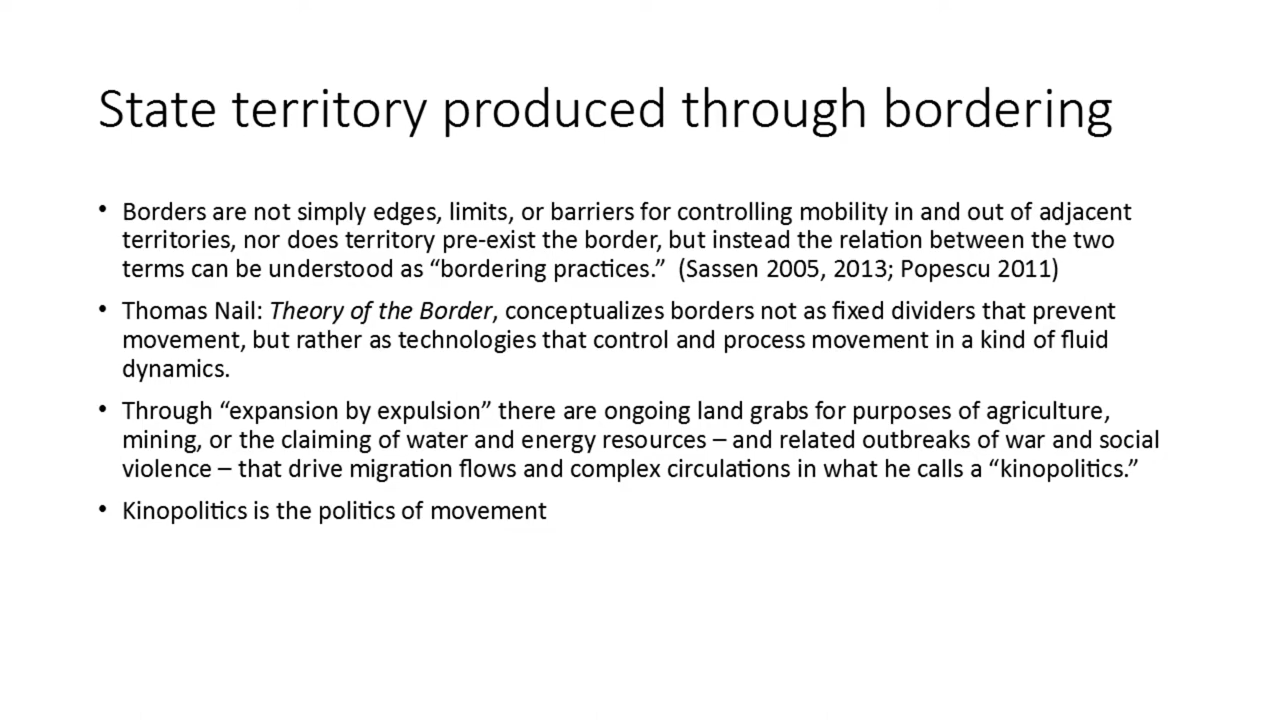 State territory produced through bordering
• Borders are not simply edges, limits, or barriers for controlling mobility in and out of adjacent
territories, nor does territory pre-exist the border, but instead the relation between the two
terms can be understood as “bordering practices.”  (Sassen 2005, 2013; Popescu 2011)
• Thomas Nail: Theory of the Border, conceptualizes borders not as fixed dividers that prevent
movement, but rather as technologies that control and process movement in a kind of fluid
dynamics.
• Through “expansion by expulsion” there are ongoing land grabs for purposes of agriculture,
mining, or the claiming of water and energy resources – and related outbreaks of war and social
violence – that drive migration flows and complex circulations in what he calls a “kinopolitics.”
• Kinopolitics is the politics of movement